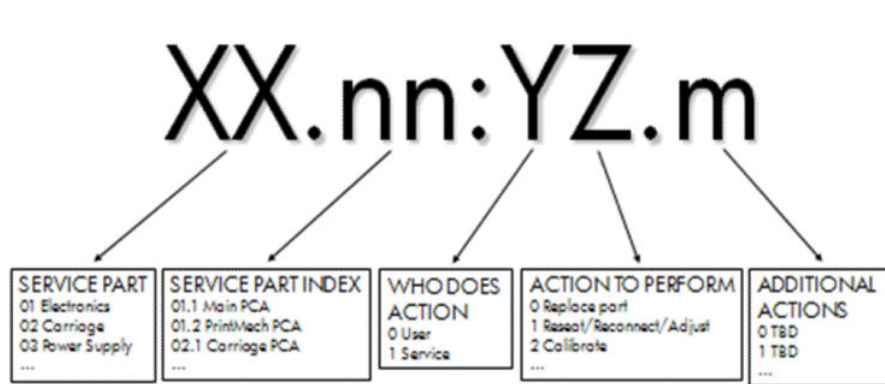 XX.nn:YZ.m
SERVICE PART
01 Electronics
02 Carriage
03 Power Supply
...
SERVICE PART INDEX
01.1 Main PCA
01.2 PrintMech PCA
02.1 Carriage PCA
...
WHO DOES
ACTION
0 User
1 Service
ACTION TO PERFORM
0 Replace part
1 Reseat/Reconnect/Adjust
2 Calibrate
...
ADDITIONAL
ACTIONS
0 TBD
1 TBD
...